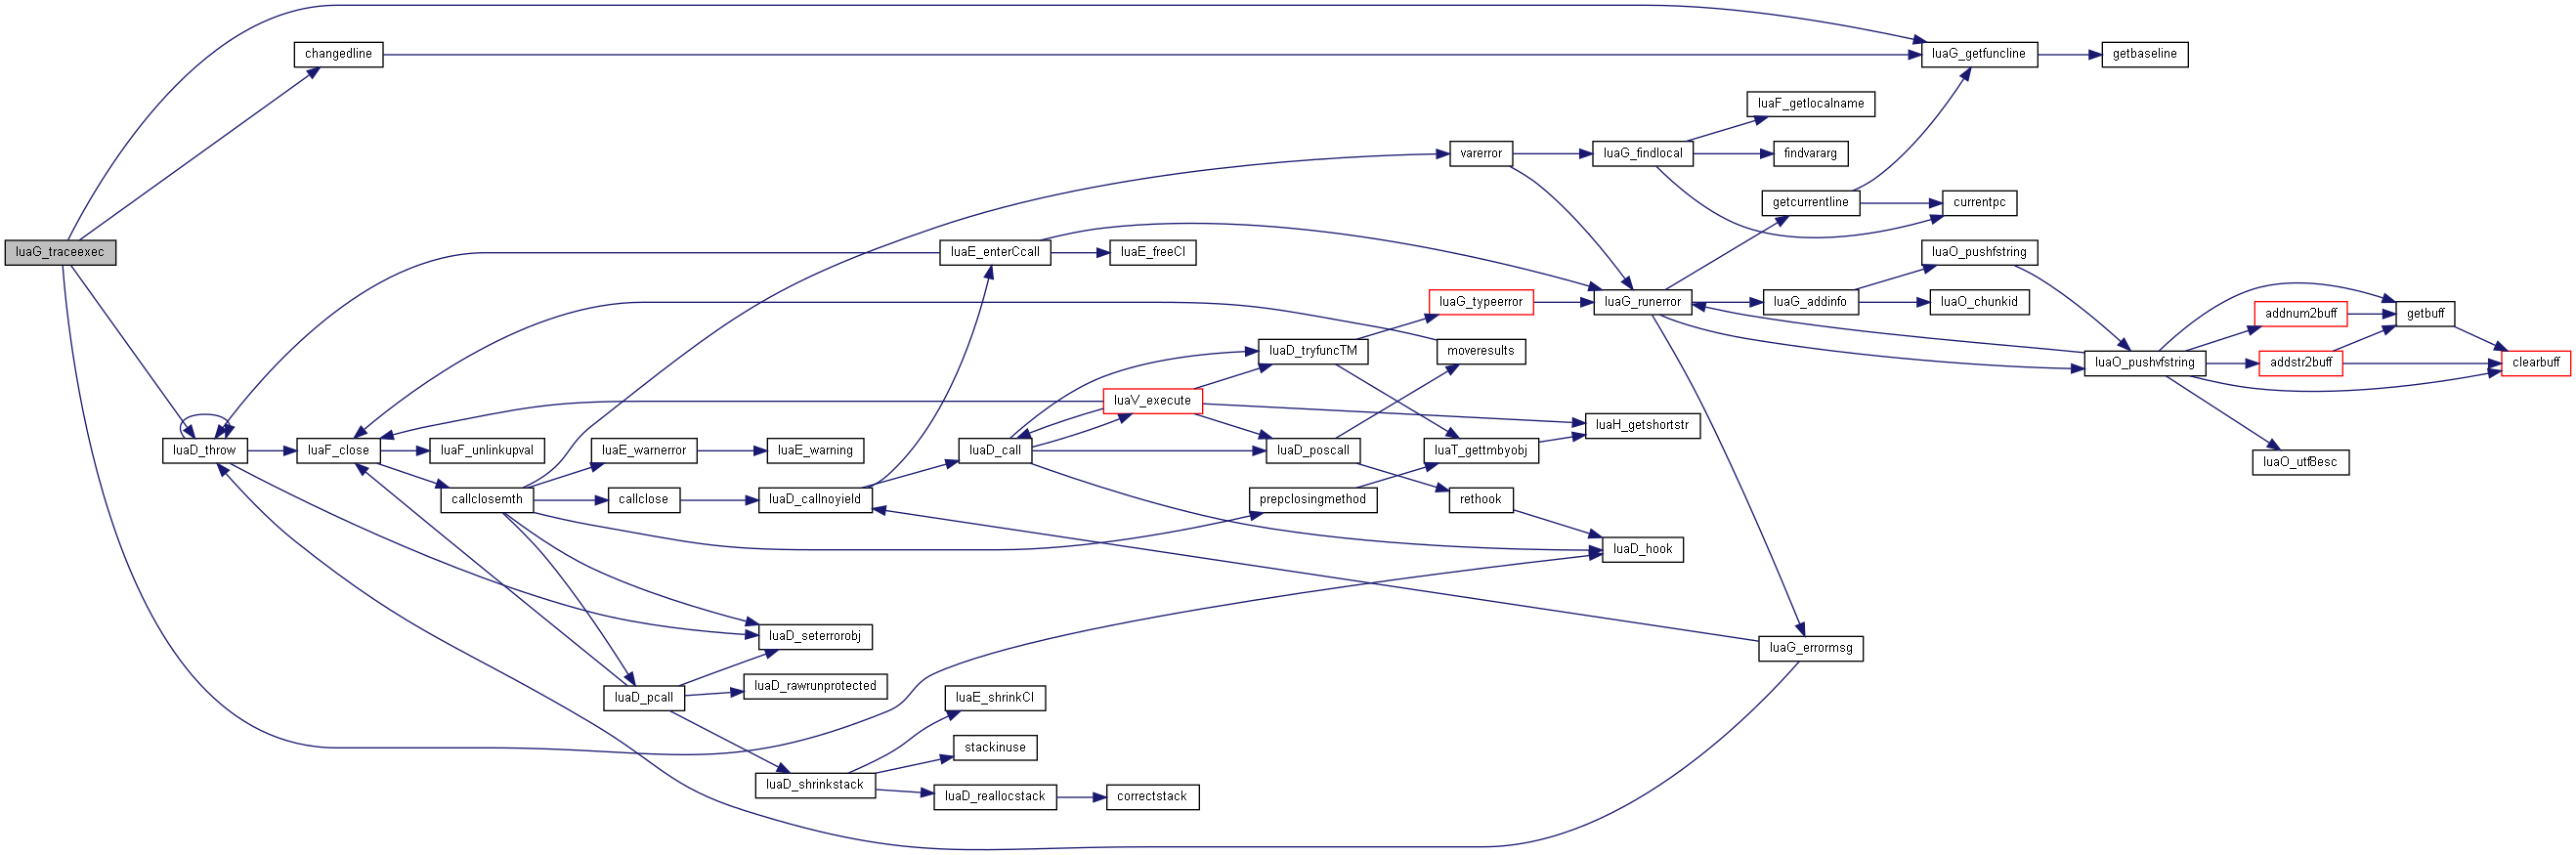 luaG_traceexec
changedline
luaG_getfuncline
getbaseline
luaF_getlocalname
varerror
luaG_findlocal
findvararg
getcurrentline
currentpc
luaE_enterCcall
luaE_freeCI
luaO_pushfstring
luaG_typeerror
luaG_runerror
luaG_addinfo
luaO_chunkid
addnum2buff
getbuff
luaD_tryfuncTM
moveresults
luaO_pushvfstring
addstr2buff
clearbuff
luaV_execute
luaH_getshortstr
luaD_throw
luaF_close
luaF_unlinkupval
luaE_warnerror
luaE_warning
luaD_call
luaD_poscall
luaT_gettmbyobj
luaO_utf8esc
callclosemth
callclose
luaD_callnoyield
prepclosingmethod
rethook
luaD_hook
luaD_seterrorobj
luaG_errormsg
luaD_rawrunprotected
luaD_pcall
luaE_shrinkCI
stackinuse
luaD_shrinkstack
luaD_reallocstack
correctstack